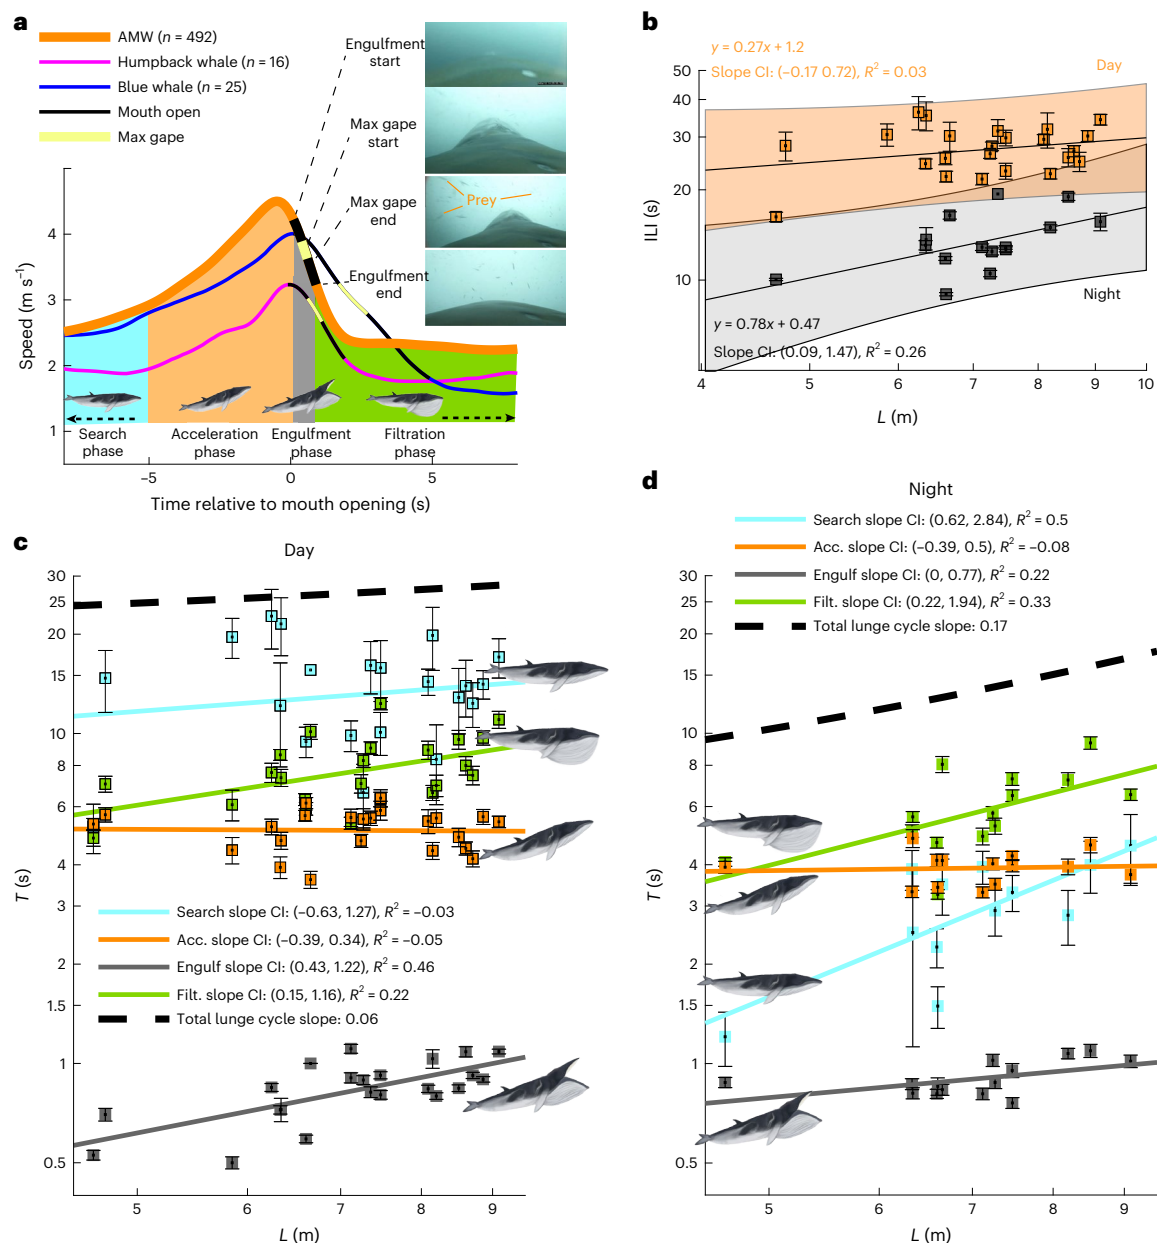 a
AMW (n = 492)
Humpback whale (n = 16)
Blue whale (n = 25)
Mouth open
Max gape
Engulfment
start
Max gape
start
Max gape
end
Engulfment
end
Prey
Speed (m s⁻¹)
4
3
2
1
Search
phase
Acceleration
phase
Engulfment
phase
Filtration
phase
−5
0
5
Time relative to mouth opening (s)
b
y = 0.27x + 1.2
Slope CI: (−0.17 0.72), R² = 0.03
Day
50
40
30
20
10
ILI (s)
Night
y = 0.78x + 0.47
Slope CI: (0.09, 1.47), R² = 0.26
4
5
6
7
8
9
10
L (m)
c
Day
30
25
20
15
10
8
6
4
3
2
1.5
1
0.5
T (s)
Search slope CI: (−0.63, 1.27), R² = −0.03
Acc. slope CI: (−0.39, 0.34), R² = −0.05
Engulf slope CI: (0.43, 1.22), R² = 0.46
Filt. slope CI: (0.15, 1.16), R² = 0.22
Total lunge cycle slope: 0.06
5
6
7
8
9
L (m)
d
Night
Search slope CI: (0.62, 2.84), R² = 0.5
Acc. slope CI: (−0.39, 0.5), R² = −0.08
Engulf slope CI: (0, 0.77), R² = 0.22
Filt. slope CI: (0.22, 1.94), R² = 0.33
Total lunge cycle slope: 0.17
30
25
20
15
10
8
6
4
3
2
1.5
1
0.5
T (s)
5
6
7
8
9
L (m)